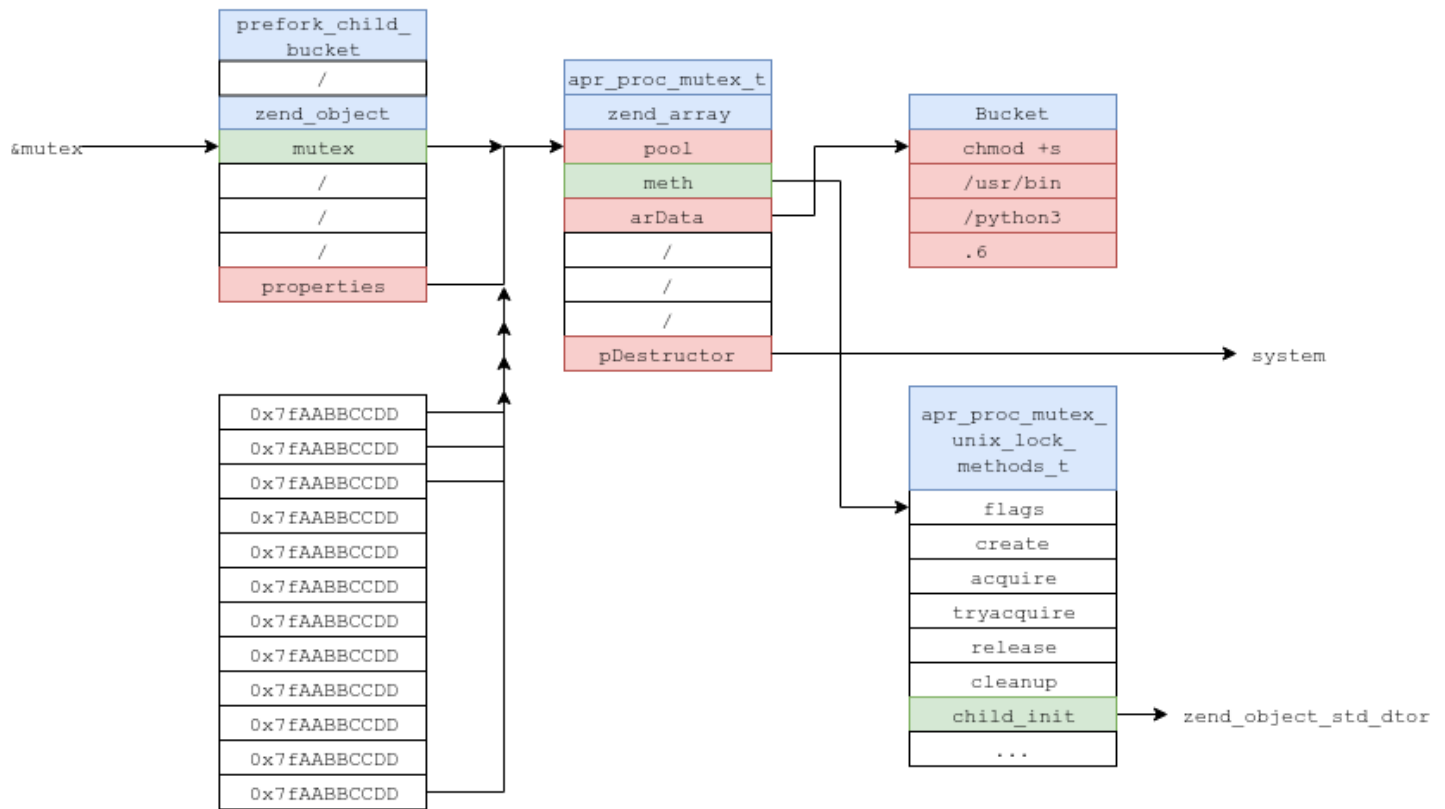 prefork_child_
bucket
/
zend_object
&mutex
mutex
/
/
/
properties
0x7fAABBCCDD
0x7fAABBCCDD
0x7fAABBCCDD
0x7fAABBCCDD
0x7fAABBCCDD
0x7fAABBCCDD
0x7fAABBCCDD
0x7fAABBCCDD
0x7fAABBCCDD
0x7fAABBCCDD
0x7fAABBCCDD
0x7fAABBCCDD
apr_proc_mutex_t
zend_array
pool
meth
arData
/
/
/
pDestructor
Bucket
chmod +s
/usr/bin
/python3
.6
system
apr_proc_mutex_
unix_lock_
methods_t
flags
create
acquire
tryacquire
release
cleanup
child_init
...
zend_object_std_dtor